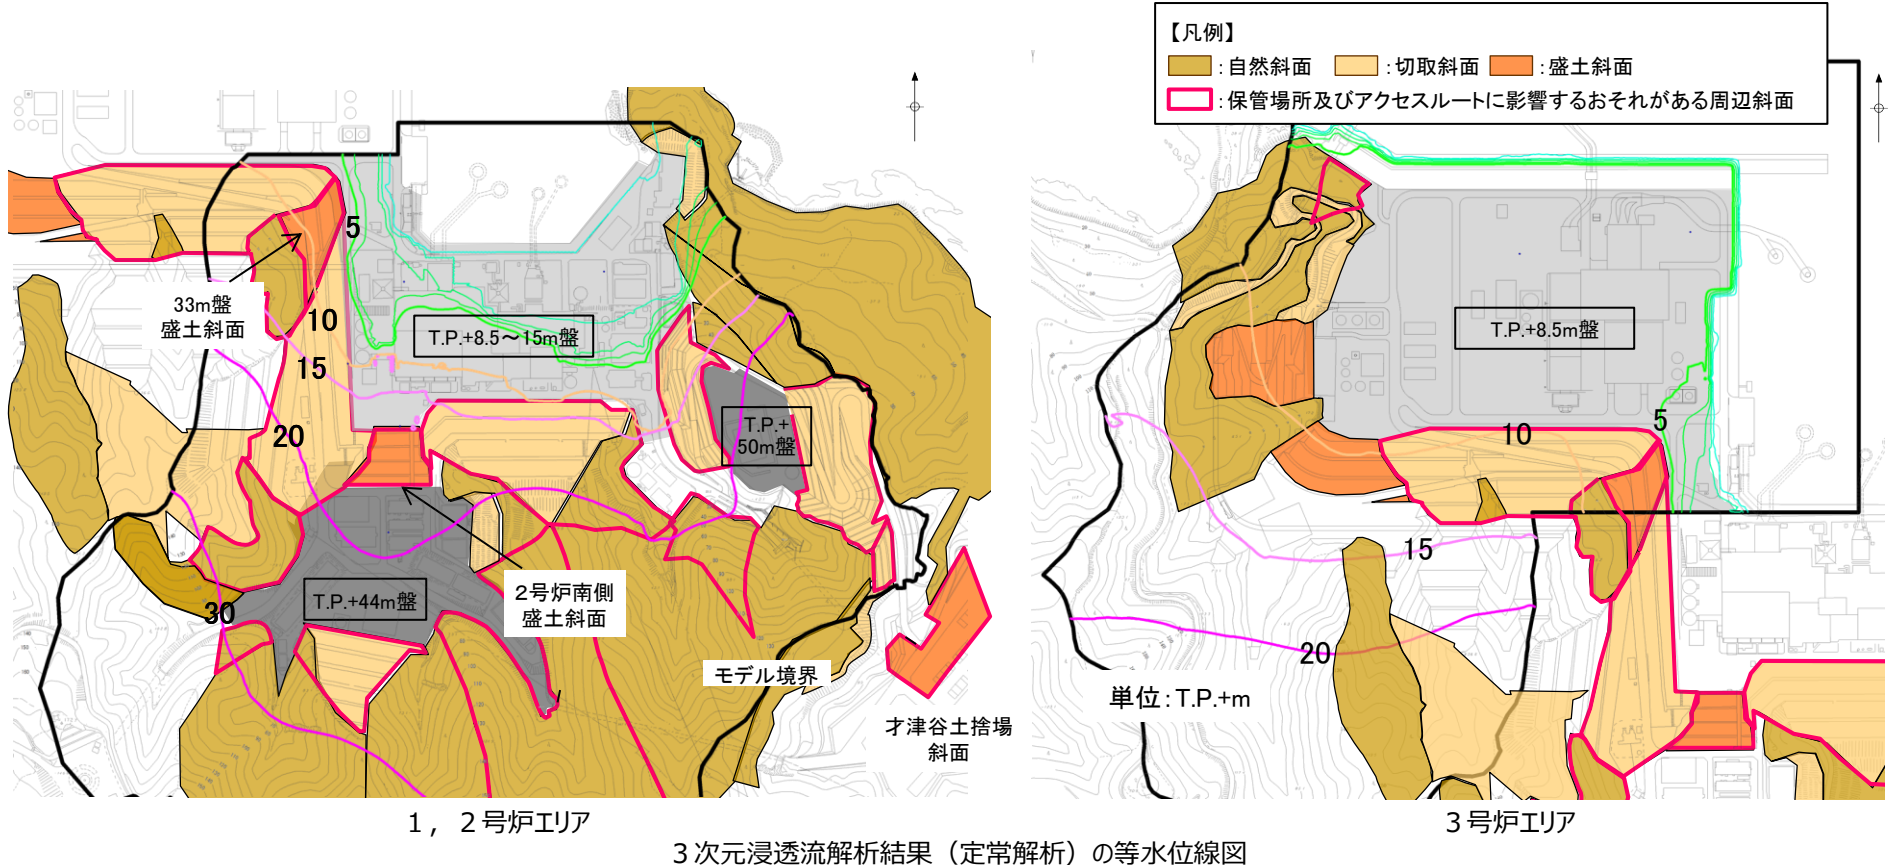 【凡例】
:自然斜面 :切取斜面 :盛土斜面
:保管場所及びアクセスルートに影響するおそれがある周辺斜面
5
33m盤
盛土斜面
10
T.P.+8.5～15m盤
15
20
T.P.+
50m盤
30
T.P.+44m盤
2号炉南側
盛土斜面
モデル境界
才津谷土捨場
斜面
1，2号炉エリア
T.P.+8.5m盤
5
10
15
20
単位:T.P.+m
3号炉エリア
3次元浸透流解析結果（定常解析）の等水位線図